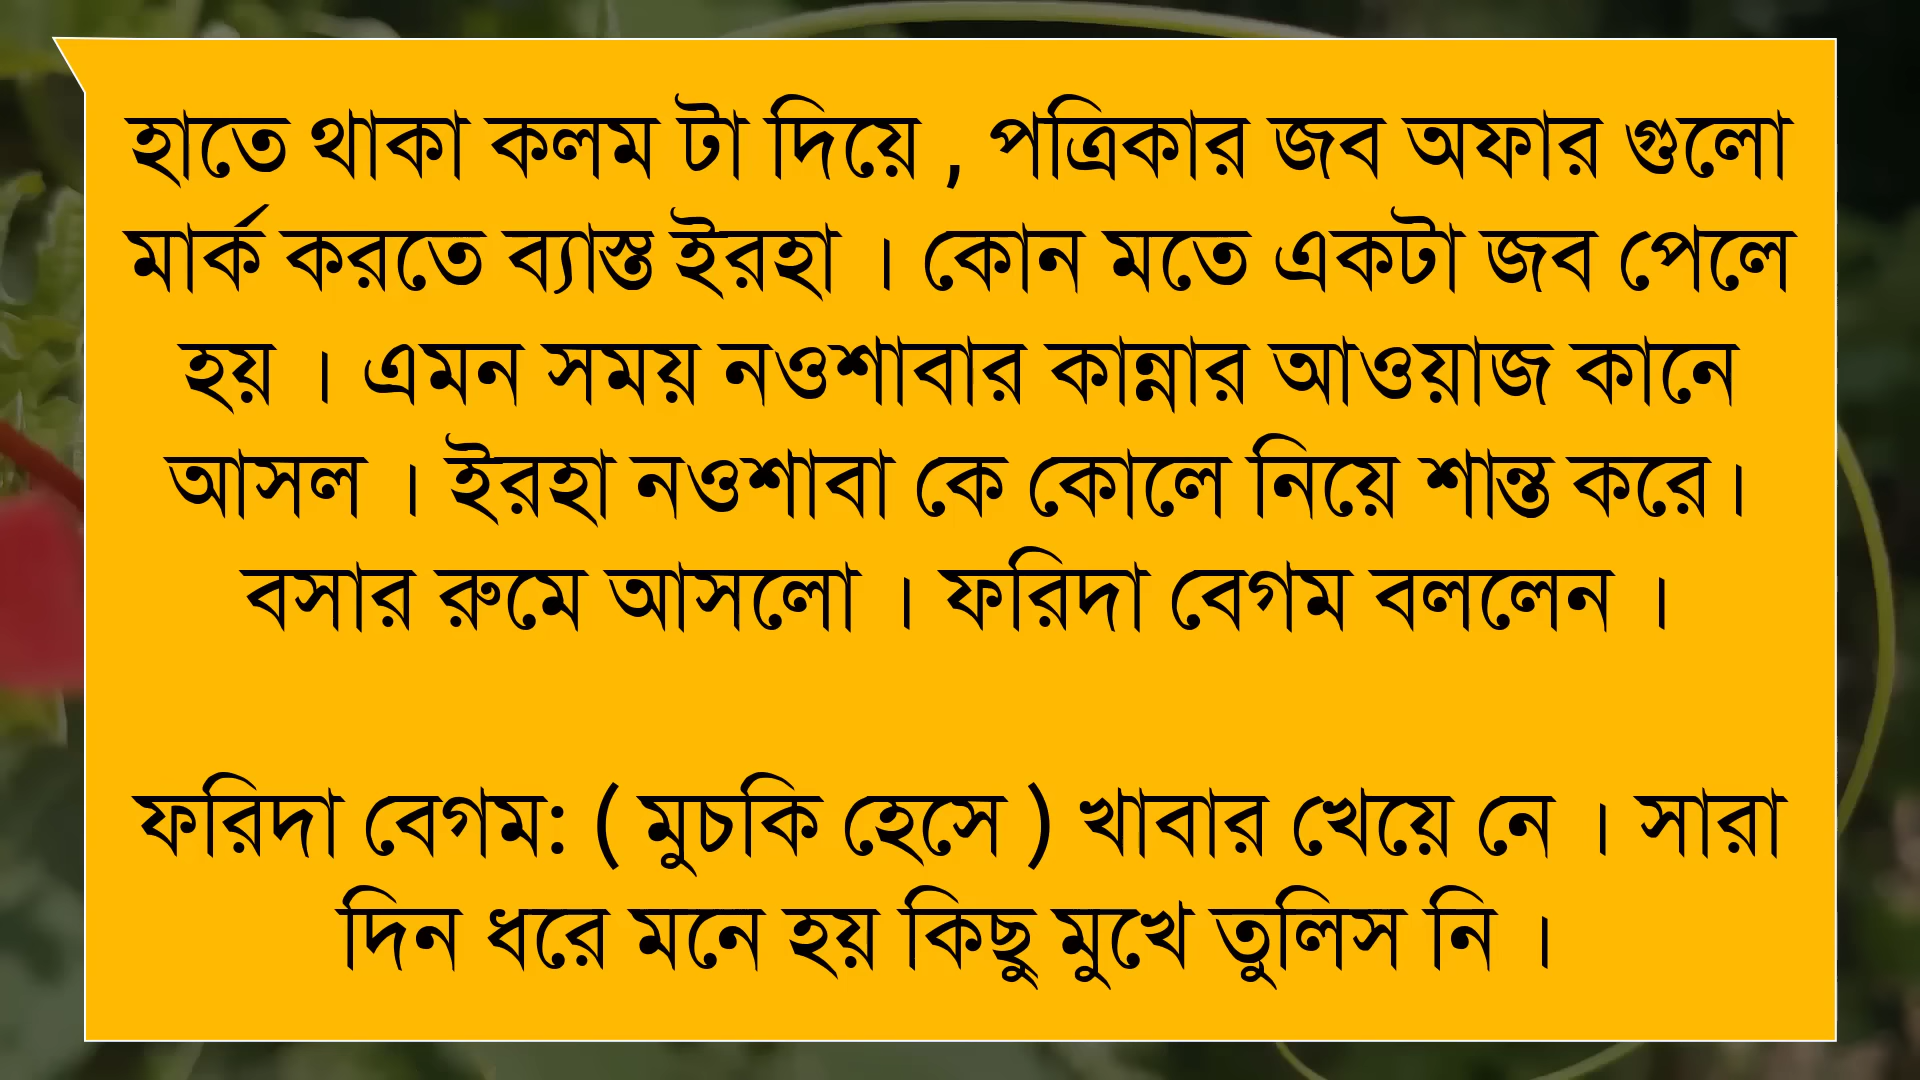 হাতে থাকা কলম টা দিয়ে , পত্রিকার জব অফার গুলো
মার্ক করতে ব্যাস্ত ইরহা । কোন মতে একটা জব পেলে
হয় । এমন সময় নওশাবার কান্নার আওয়াজ কানে
আসল । ইরহা নওশাবা কে কোলে নিয়ে শান্ত করে।
বসার রুমে আসলো । ফরিদা বেগম বললেন ।
ফরিদা বেগম: ( মুচকি হেসে ) খাবার খেয়ে নে । সারা
দিন ধরে মনে হয় কিছু মুখে তুলিস নি ।